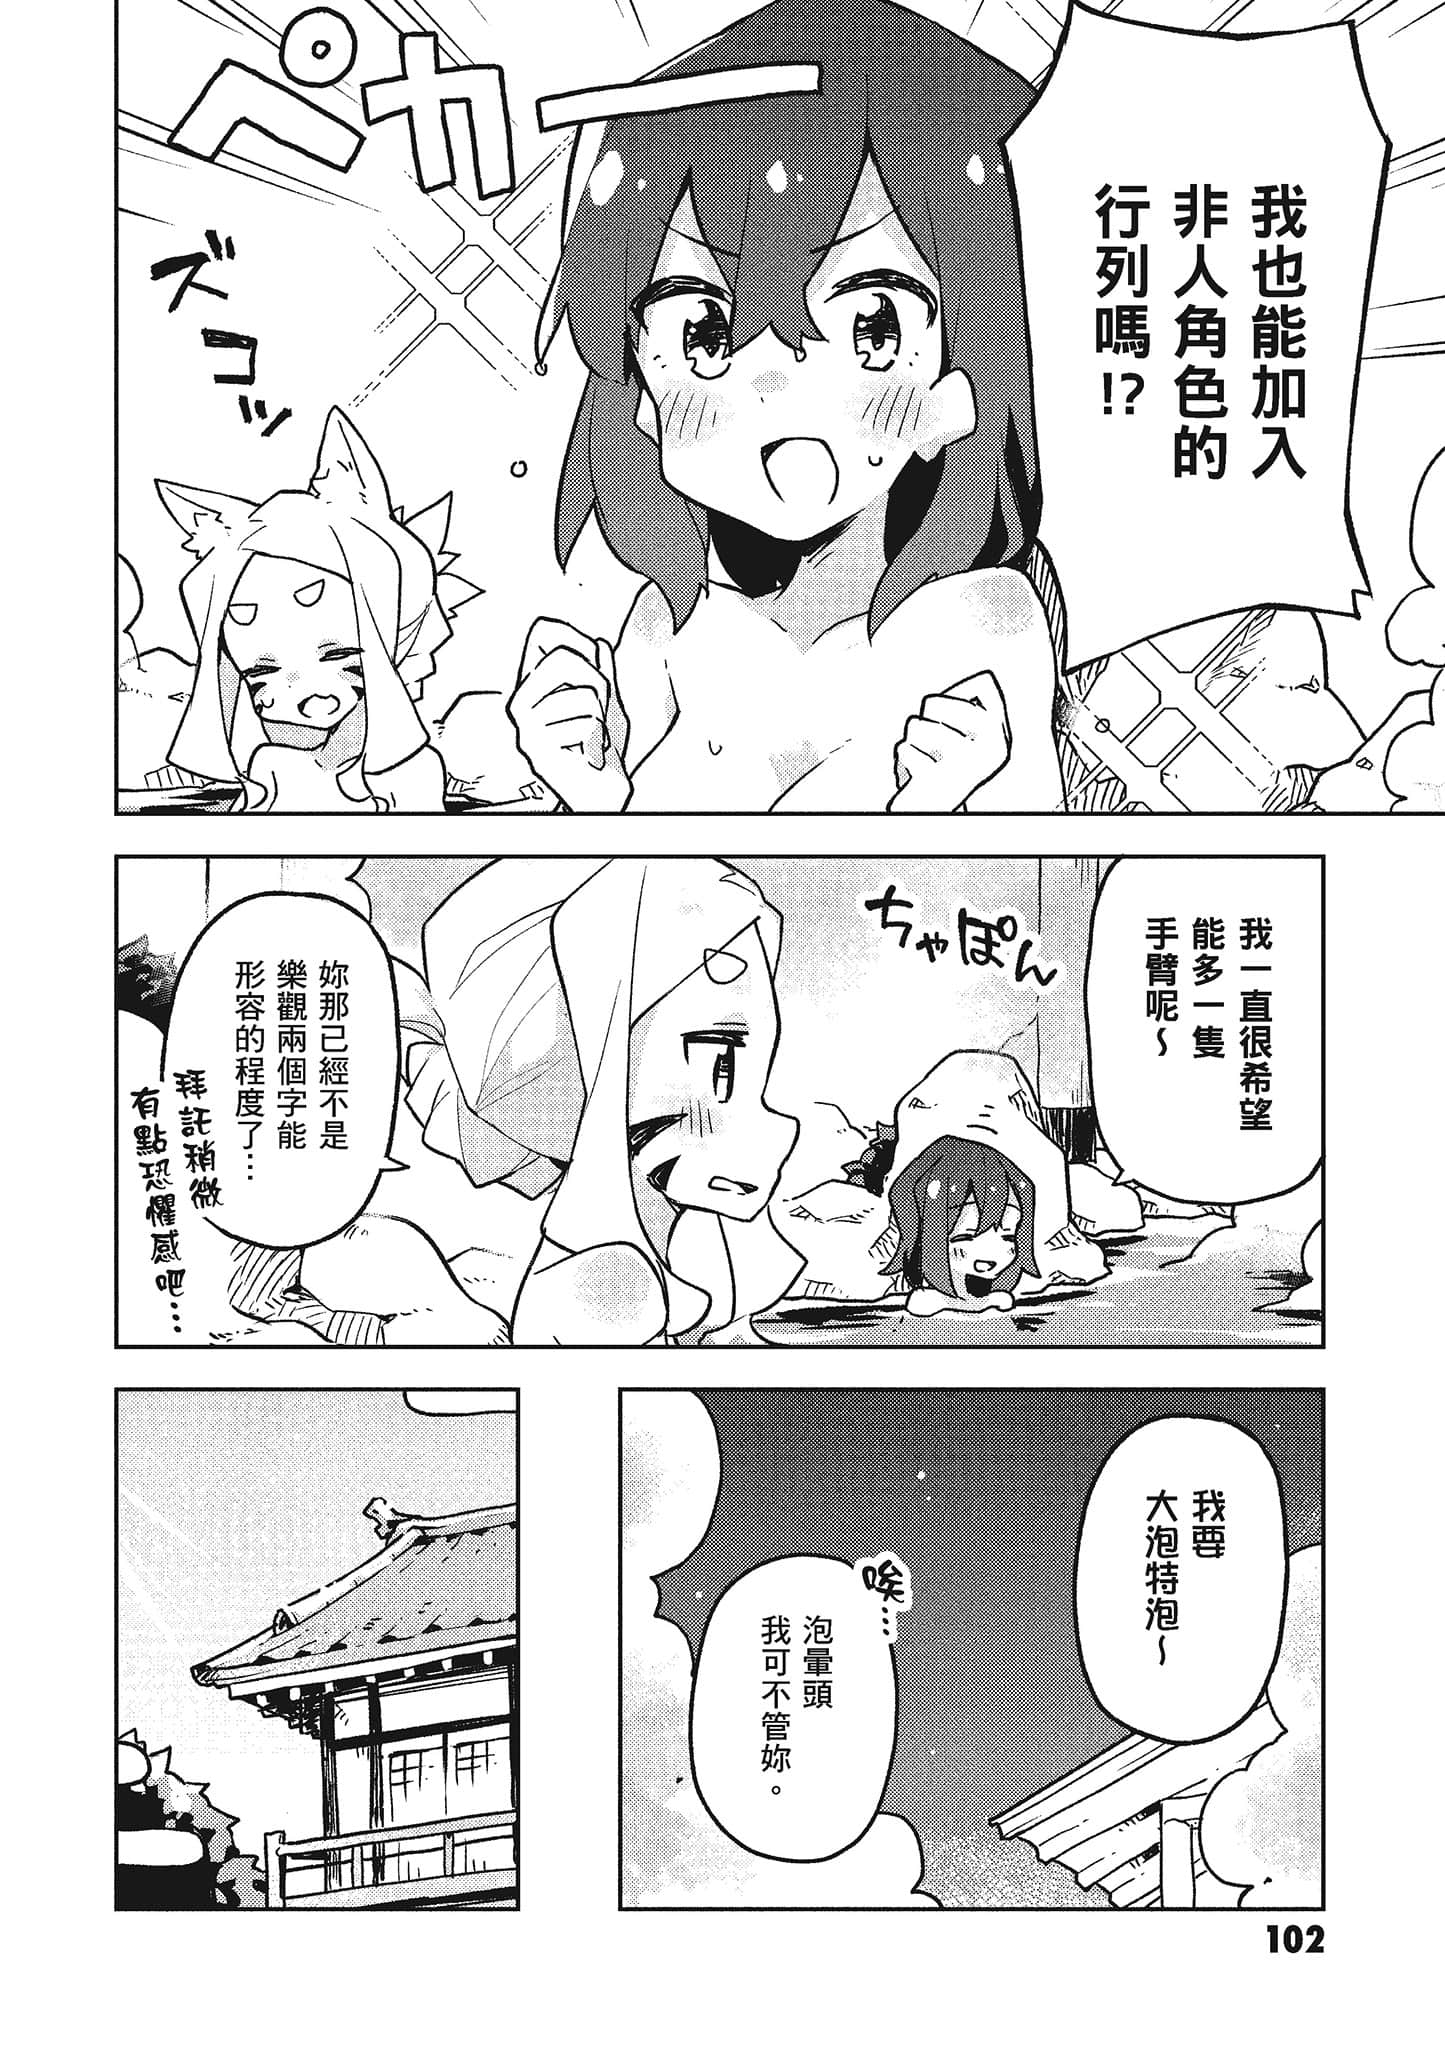 我也能加入
非人角色的
行列嗎!?
ペカー
ズコッ
我一直很希望
能多一隻
手臂呢～
ちゃぽん
妳那已經不是
樂觀兩個字能
形容的程度了…
拜託稍微
有點恐懼感吧…
我要
大泡特泡～
唉…
泡暈頭
我可不管妳。
102